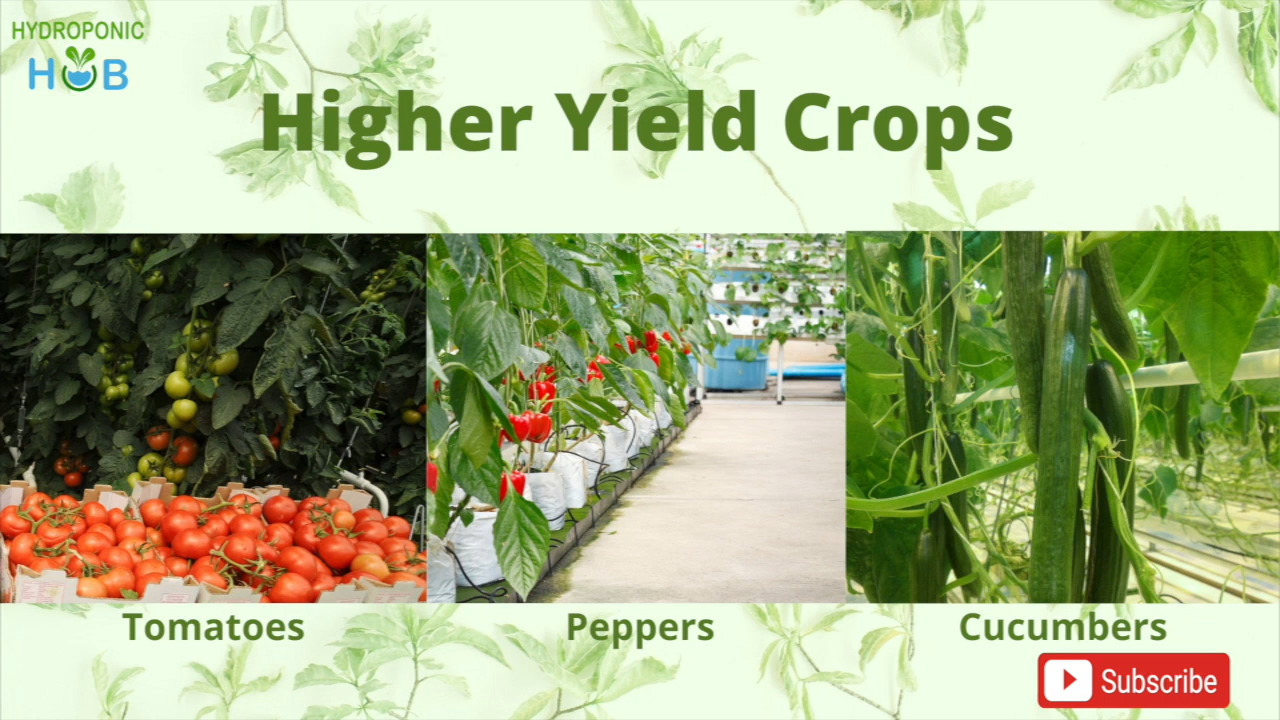 HYDROPONIC
HUB
Higher Yield Crops
Tomatoes
Peppers
Cucumbers
Subscribe